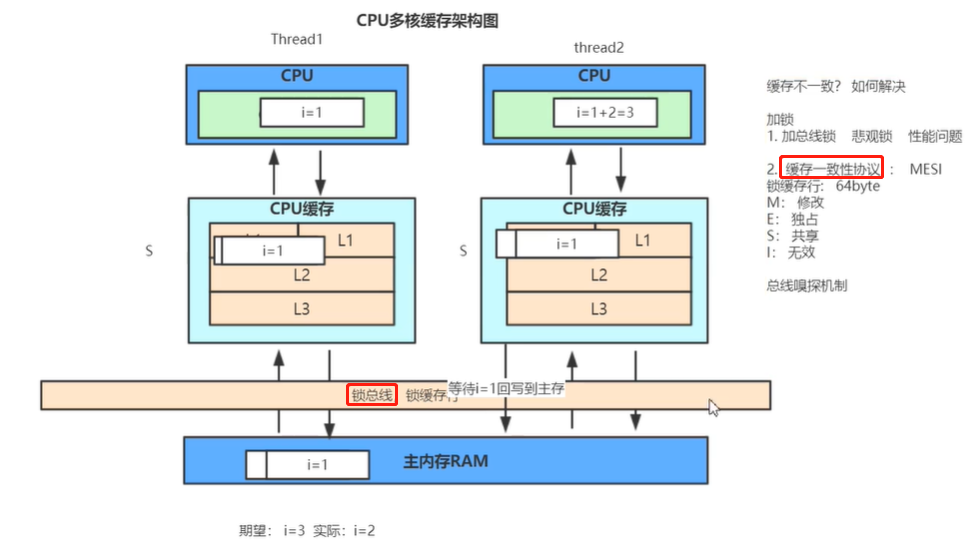 CPU多核缓存架构图
Thread1
thread2
CPU
i=1
CPU
i=1+2=3
CPU缓存
i=1
L2
L3
S
CPU缓存
i=1
L1
L1
L2
L3
S
锁总线 锁缓存行
等待i=1回写到主存
i=1
主内存RAM
期望: i=3 实际: i=2
缓存不一致? 如何解决
加锁
1. 加总线锁 悲观锁 性能问题
2. 缓存一致性协议 : MESI
锁缓存行: 64byte
M: 修改
E: 独占
S: 共享
I: 无效
总线嗅探机制